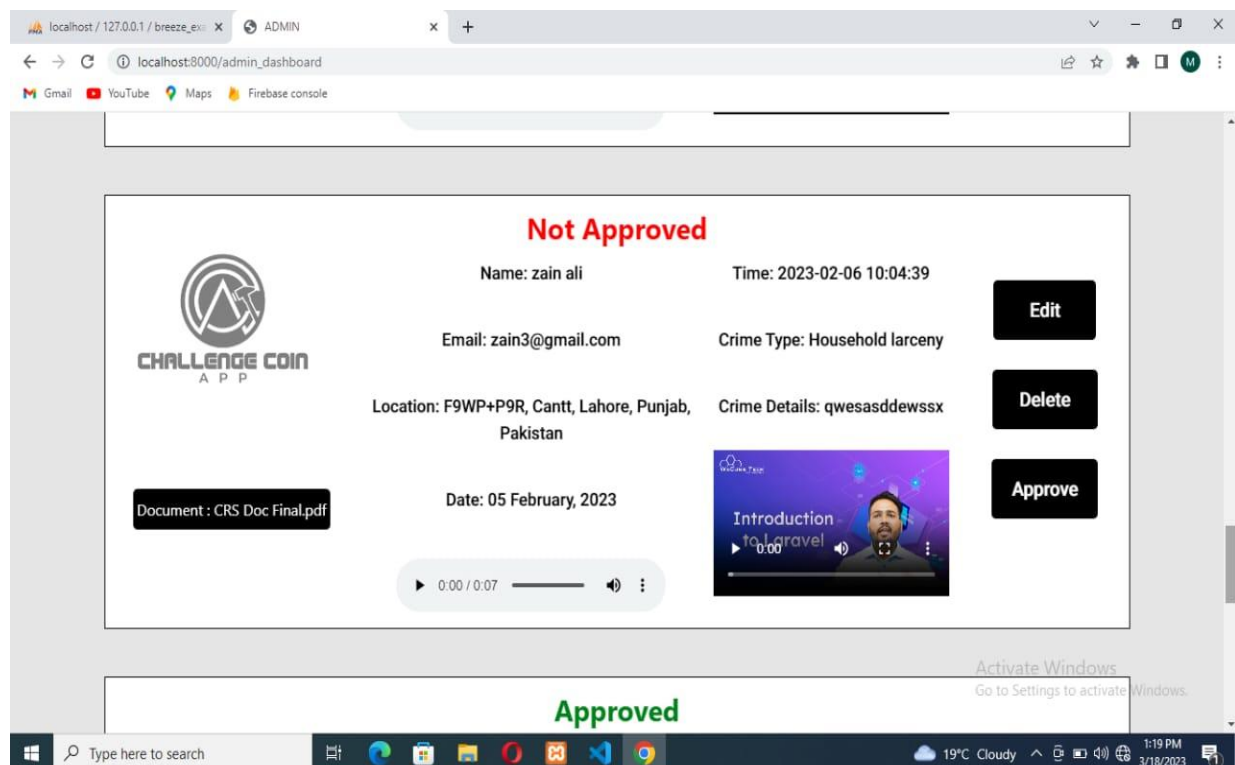 localhost / 127.0.0.1 / breeze_exa
ADMIN
localhost:8000/admin_dashboard
M
Gmail
YouTube
Maps
Firebase console
Not Approved
CHALLENGE COIN
APP
Document : CRS Doc Final.pdf
Name: zain ali
Email: zain3@gmail.com
Location: F9WP+P9R, Cantt, Lahore, Punjab,
Pakistan
Date: 05 February, 2023
0:00 / 0:07
Time: 2023-02-06 10:04:39
Crime Type: Household larceny
Crime Details: qwesasddewssx
Introduction
to Laravel
0:00
Edit
Delete
Approve
Activate Windows
Go to Settings to activate Windows.
Approved
Type here to search
19°C Cloudy
1:19 PM
3/18/2023
1